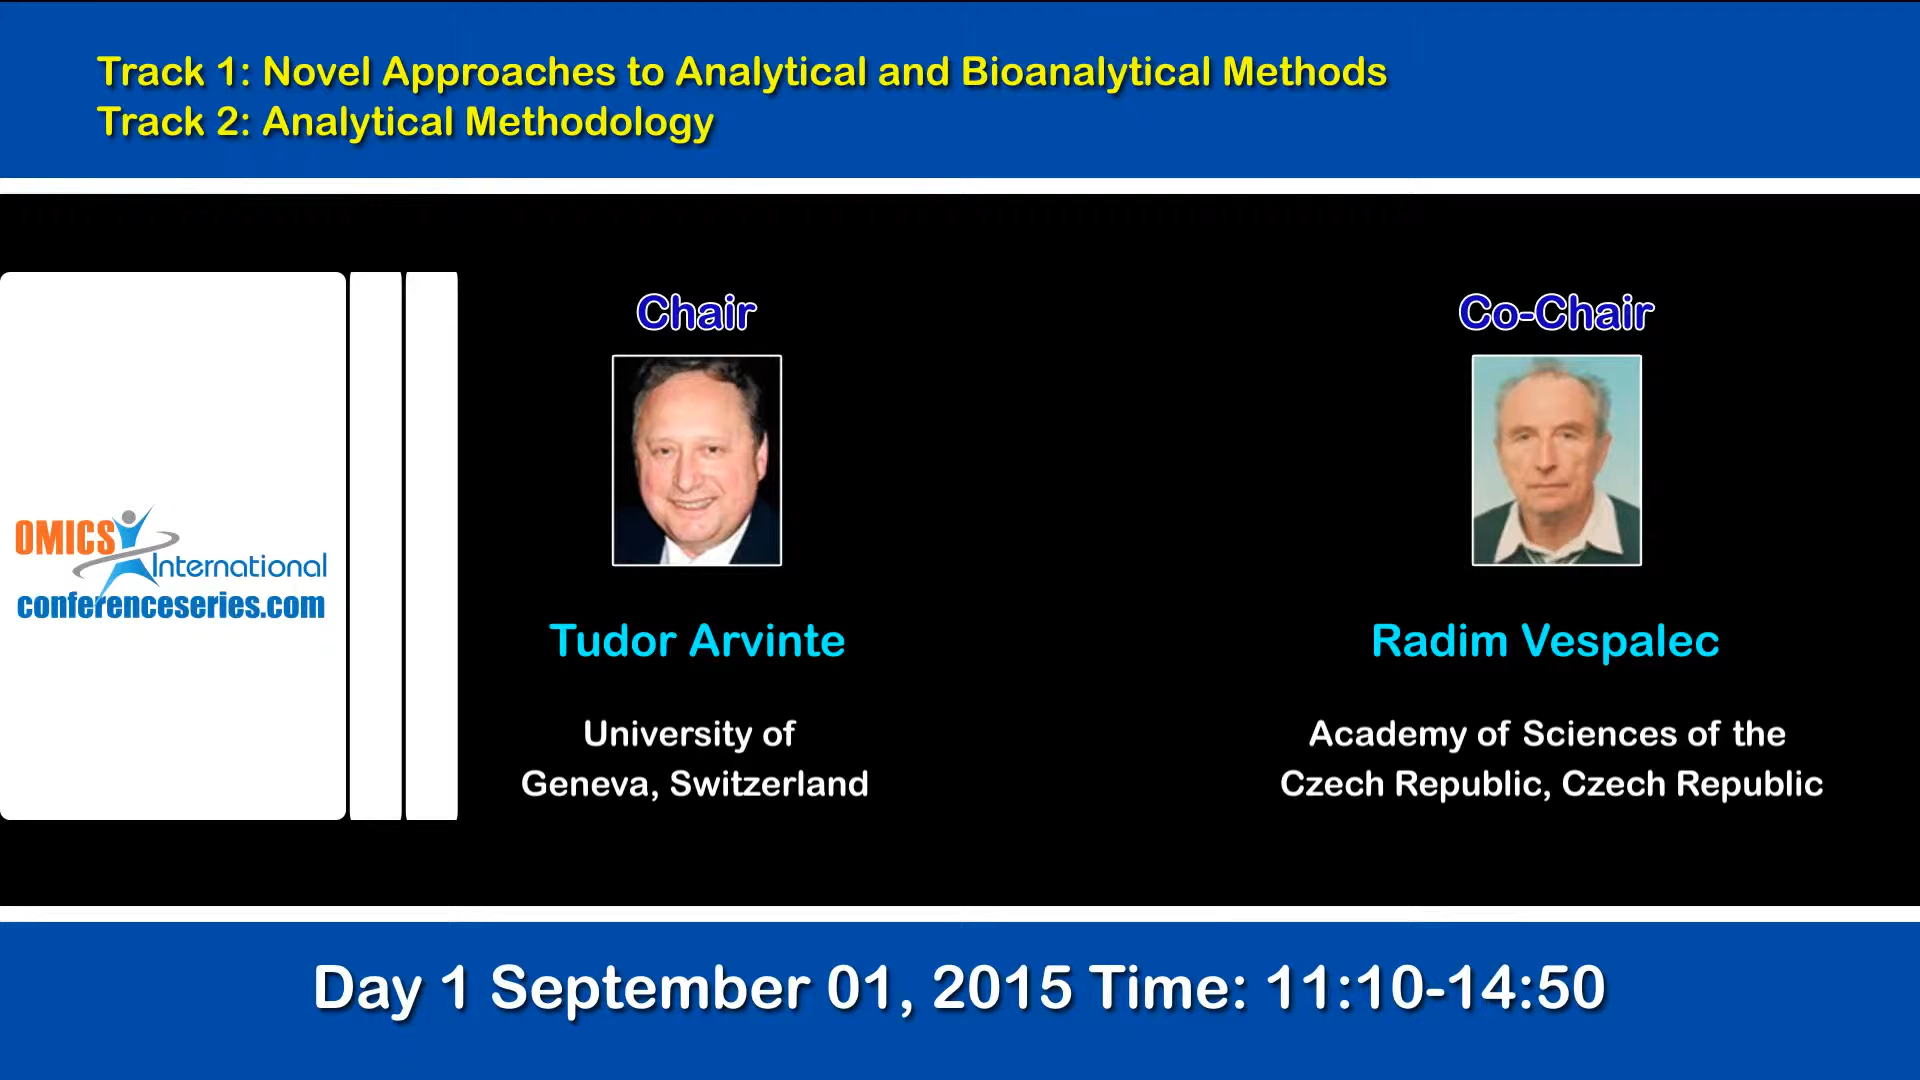 Track 1: Novel Approaches to Analytical and Bioanalytical Methods
Track 2: Analytical Methodology
OMICS
International
conferenceseries.com
Chair
Tudor Arvinte
University of
Geneva, Switzerland
Co-Chair
Radim Vespalec
Academy of Sciences of the
Czech Republic, Czech Republic
Day 1 September 01, 2015 Time: 11:10-14:50